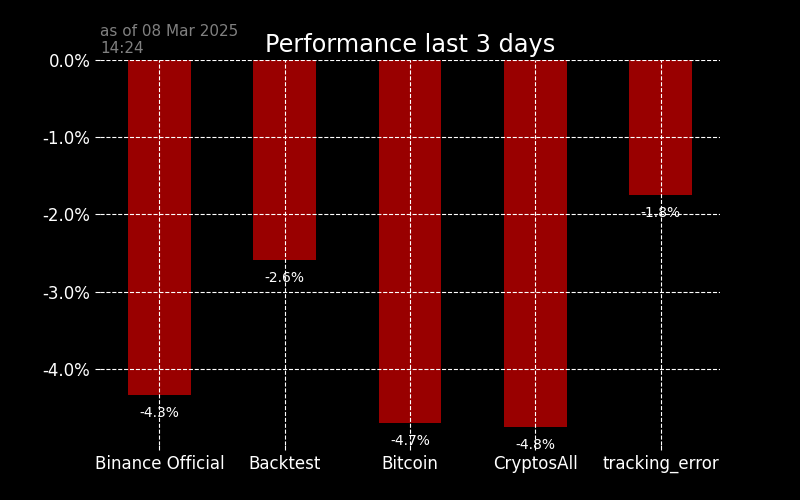 as of 08 Mar 2025
14:24
Performance last 3 days
0.0%
-1.0%
-2.0%
-3.0%
-4.0%
-4.3%
-2.6%
-4.7%
-4.8%
-1.8%
Binance Official
Backtest
Bitcoin
CryptosAll
tracking_error